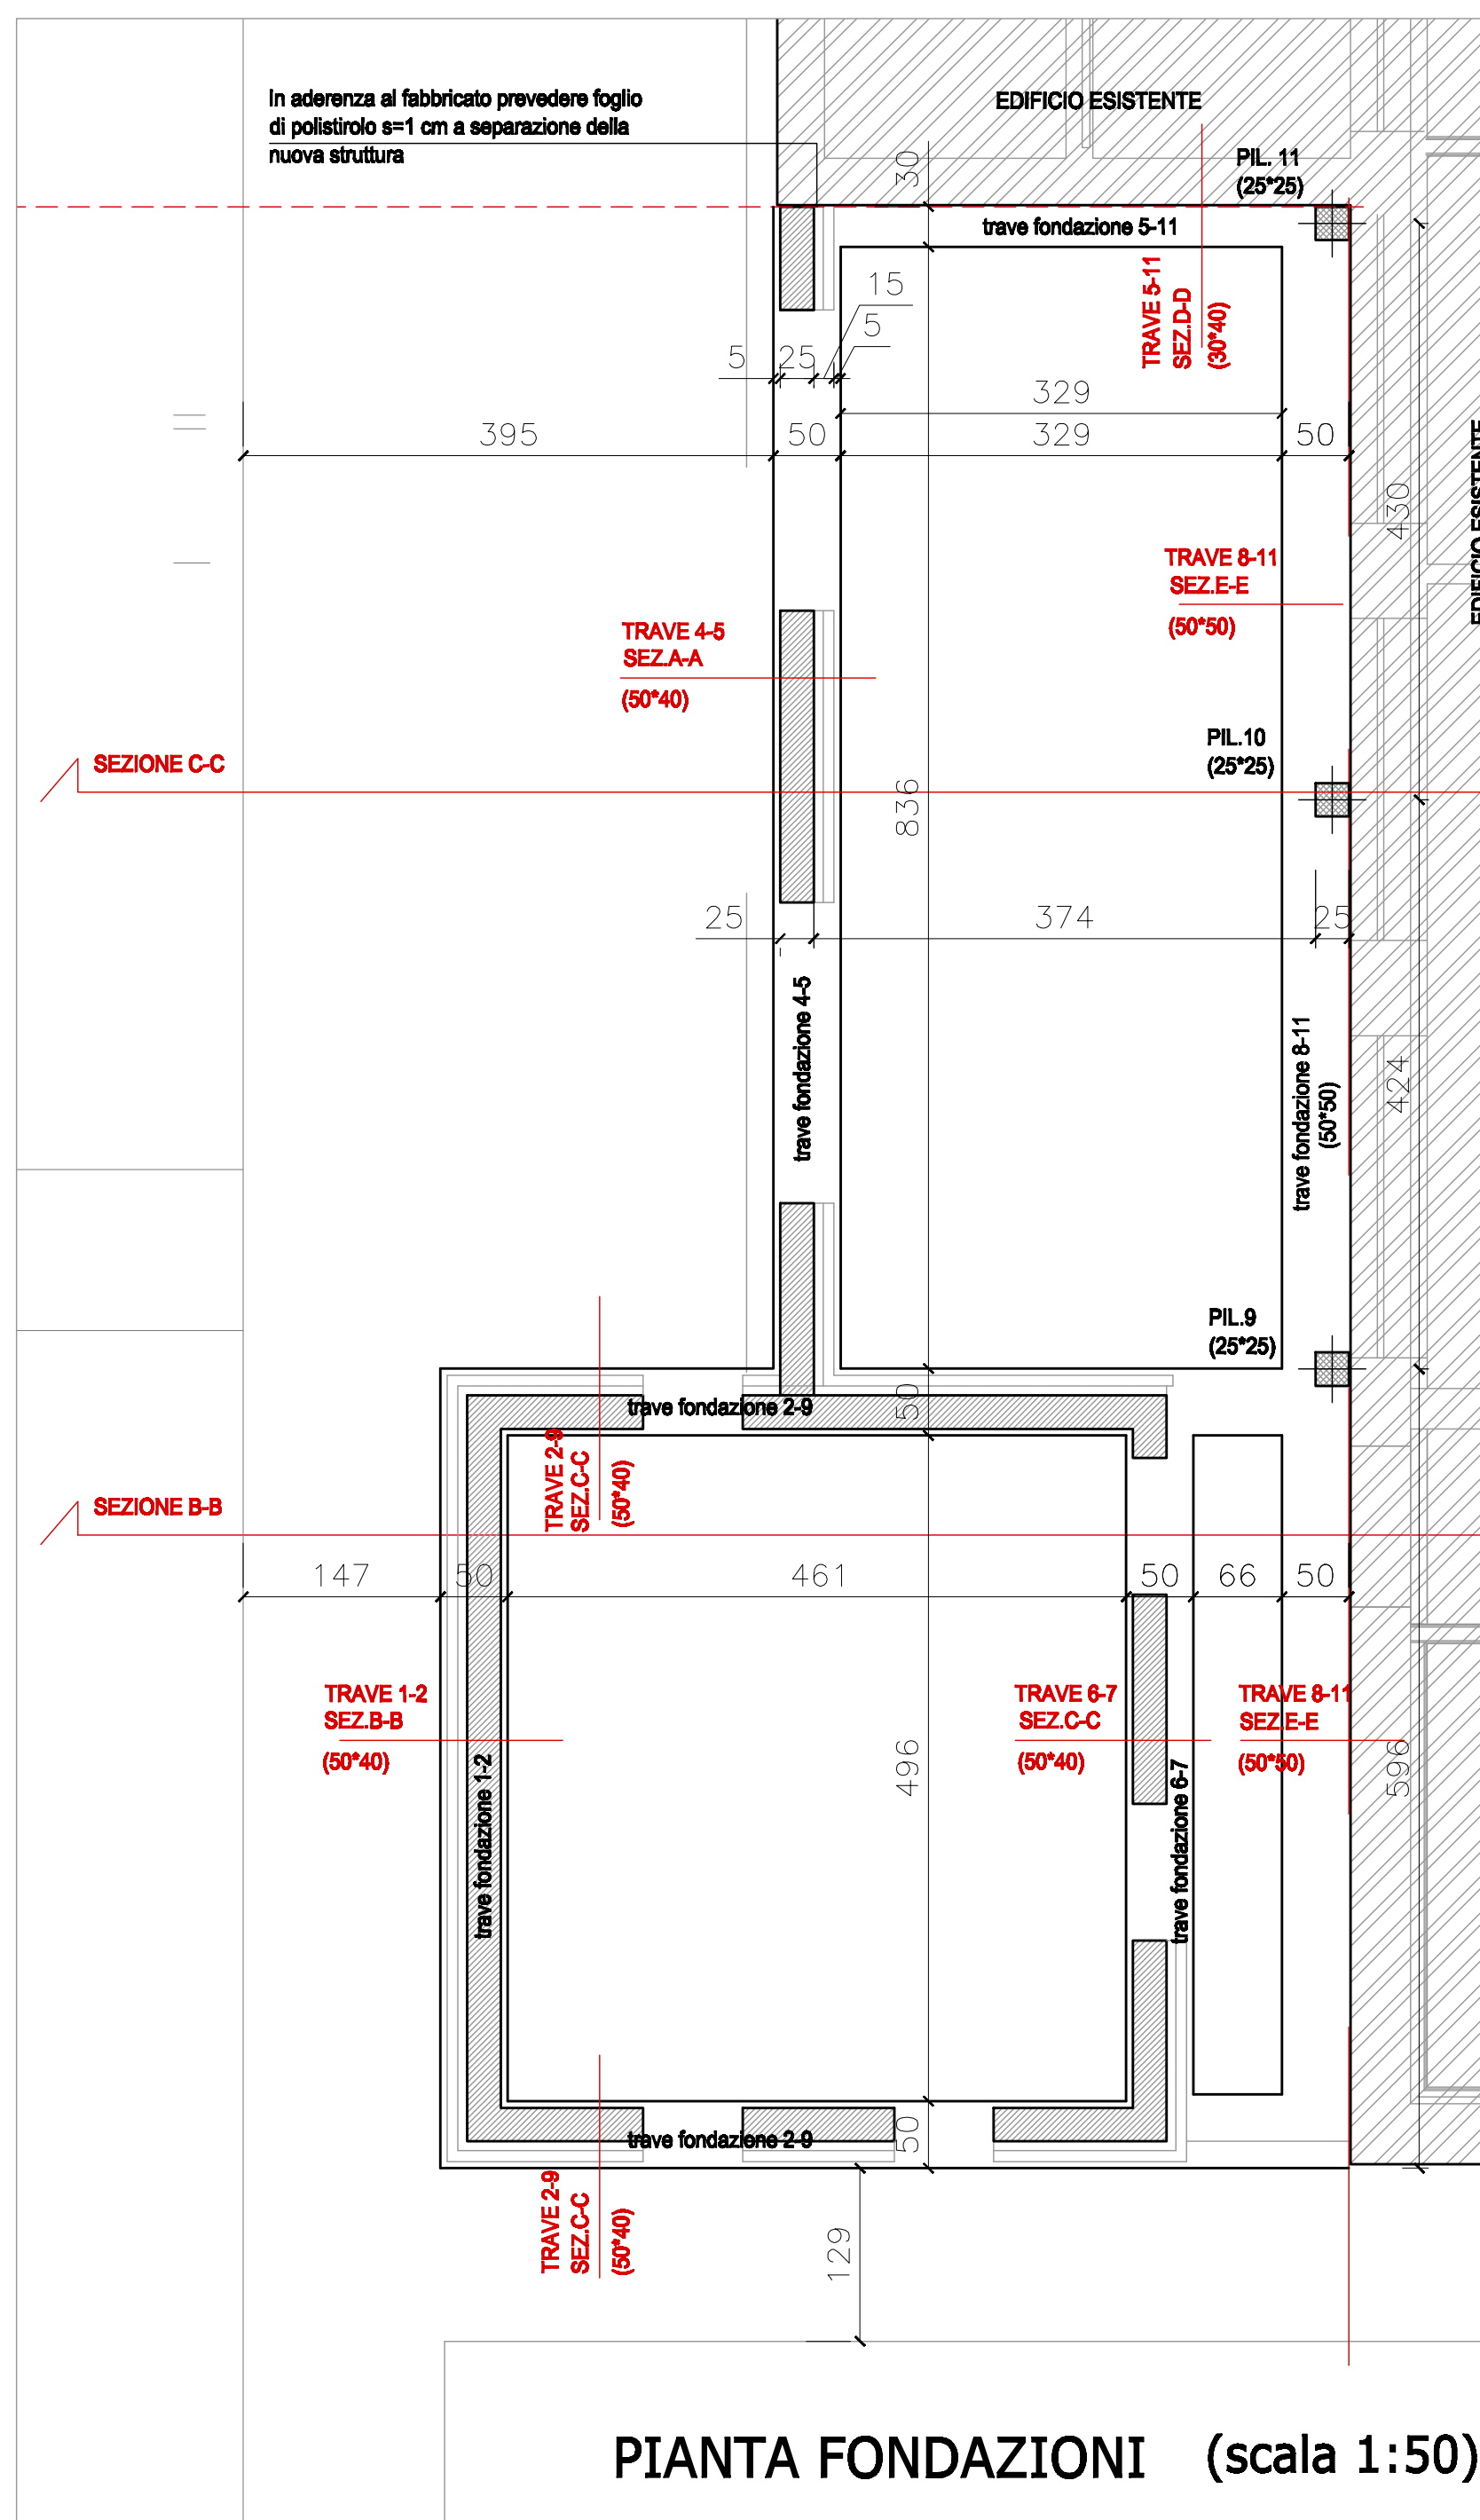 In aderenza al fabbricato prevedere foglio
di polistirolo s=1 cm a separazione della
nuova struttura
EDIFICIO ESISTENTE
PIL. 11
(25*25)
30
trave fondazione 5-11
TRAVE 5-11
SEZ.D-D
(30*40)
15
5
5
25
329
395
50
329
50
430
EDIFICIO ESISTENTE
TRAVE 8-11
SEZ.E-E
(50*50)
TRAVE 4-5
SEZ.A-A
(50*40)
SEZIONE C-C
PIL.10
(25*25)
836
25
374
25
trave fondazione 4-5
trave fondazione 8-11
(50*50)
424
PIL.9
(25*25)
50
trave fondazione 2-9
TRAVE 2-9
SEZ.C-C
(50*40)
SEZIONE B-B
147
50
461
50
66
50
TRAVE 1-2
SEZ.B-B
(50*40)
TRAVE 6-7
SEZ.C-C
(50*40)
TRAVE 8-11
SEZ.E-E
(50*50)
496
596
trave fondazione 1-2
trave fondazione 6-7
50
trave fondazione 2-9
TRAVE 2-9
SEZ.C-C
(50*40)
129
PIANTA FONDAZIONI (scala 1:50)